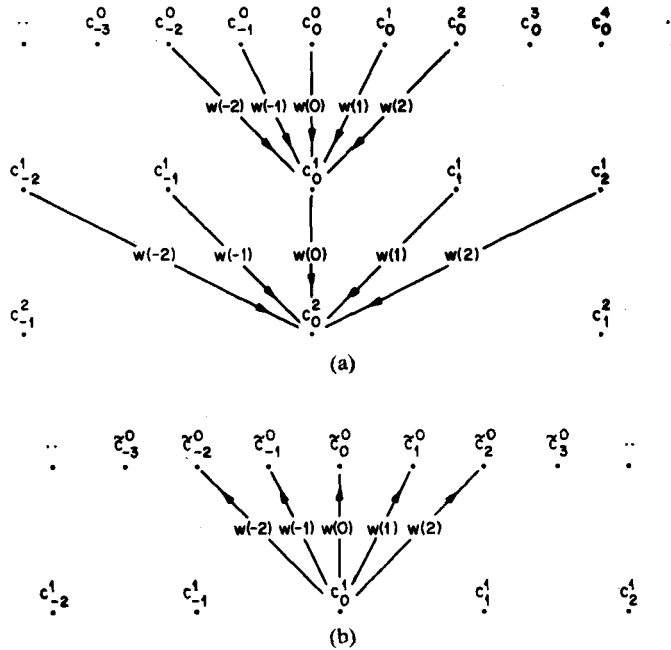 .. c⁰₋₃ c⁰₋₂ c⁰₋₁ c⁰₀ c¹₀ c²₀ c³₀ c⁴₀
w(-2) w(-1) w(0) w(1) w(2)
c¹₋₂ c¹₋₁ c¹₀ c¹₁ c¹₂
w(-2) w(-1) w(0) w(1) w(2)
c²₋₁ c²₀ c²₁
(a)
.. c̃⁰₋₃ c̃⁰₋₂ c̃⁰₋₁ c̃⁰₀ c̃⁰₁ c̃⁰₂ c̃⁰₃ ..
w(-2) w(-1) w(0) w(1) w(2)
c¹₋₂ c¹₋₁ c¹₀ c¹₁ c¹₂
(b)